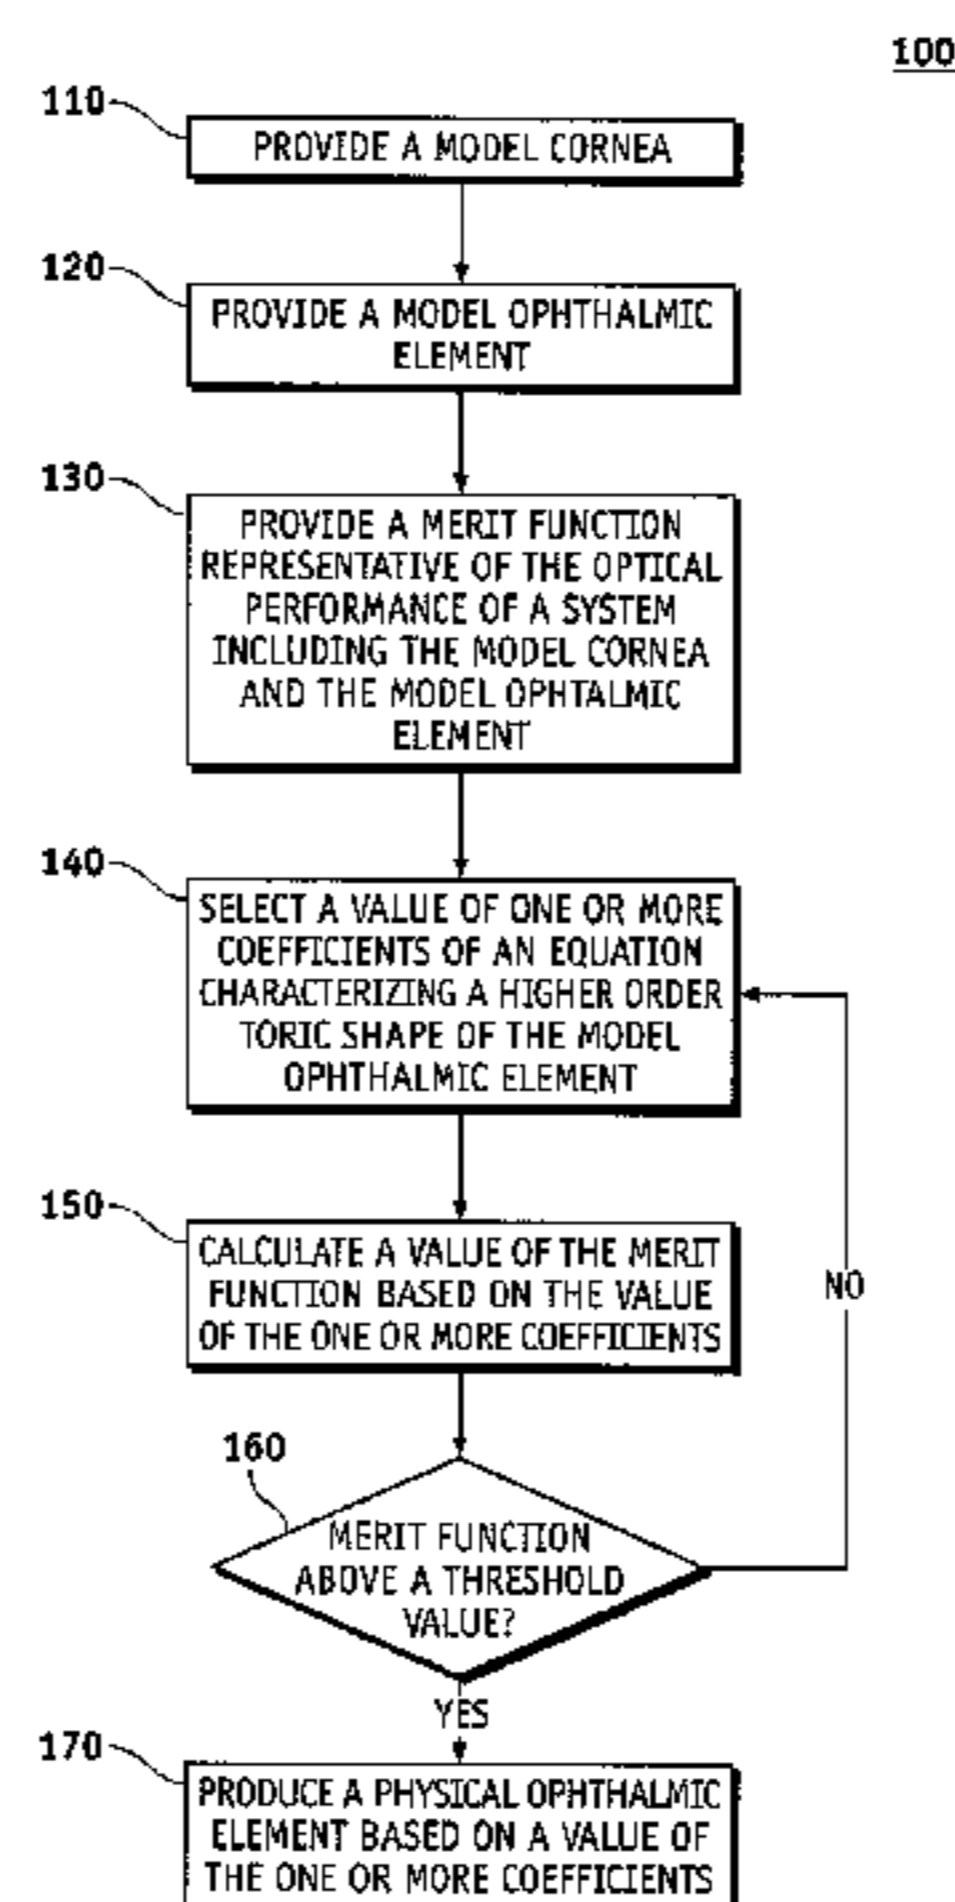 100
110
PROVIDE A MODEL CORNEA
120
PROVIDE A MODEL OPHTHALMIC
ELEMENT
130
PROVIDE A MERIT FUNCTION
REPRESENTATIVE OF THE OPTICAL
PERFORMANCE OF A SYSTEM
INCLUDING THE MODEL CORNEA
AND THE MODEL OPHTALMIC
ELEMENT
140
SELECT A VALUE OF ONE OR MORE
COEFFICIENTS OF AN EQUATION
CHARACTERIZING A HIGHER ORDER
TORIC SHAPE OF THE MODEL
OPHTHALMIC ELEMENT
150
CALCULATE A VALUE OF THE MERIT
FUNCTION BASED ON THE VALUE
OF THE ONE OR MORE COEFFICIENTS
NO
160
MERIT FUNCTION
ABOVE A THRESHOLD
VALUE?
YES
170
PRODUCE A PHYSICAL OPHTHALMIC
ELEMENT BASED ON A VALUE OF
THE ONE OR MORE COEFFICIENTS